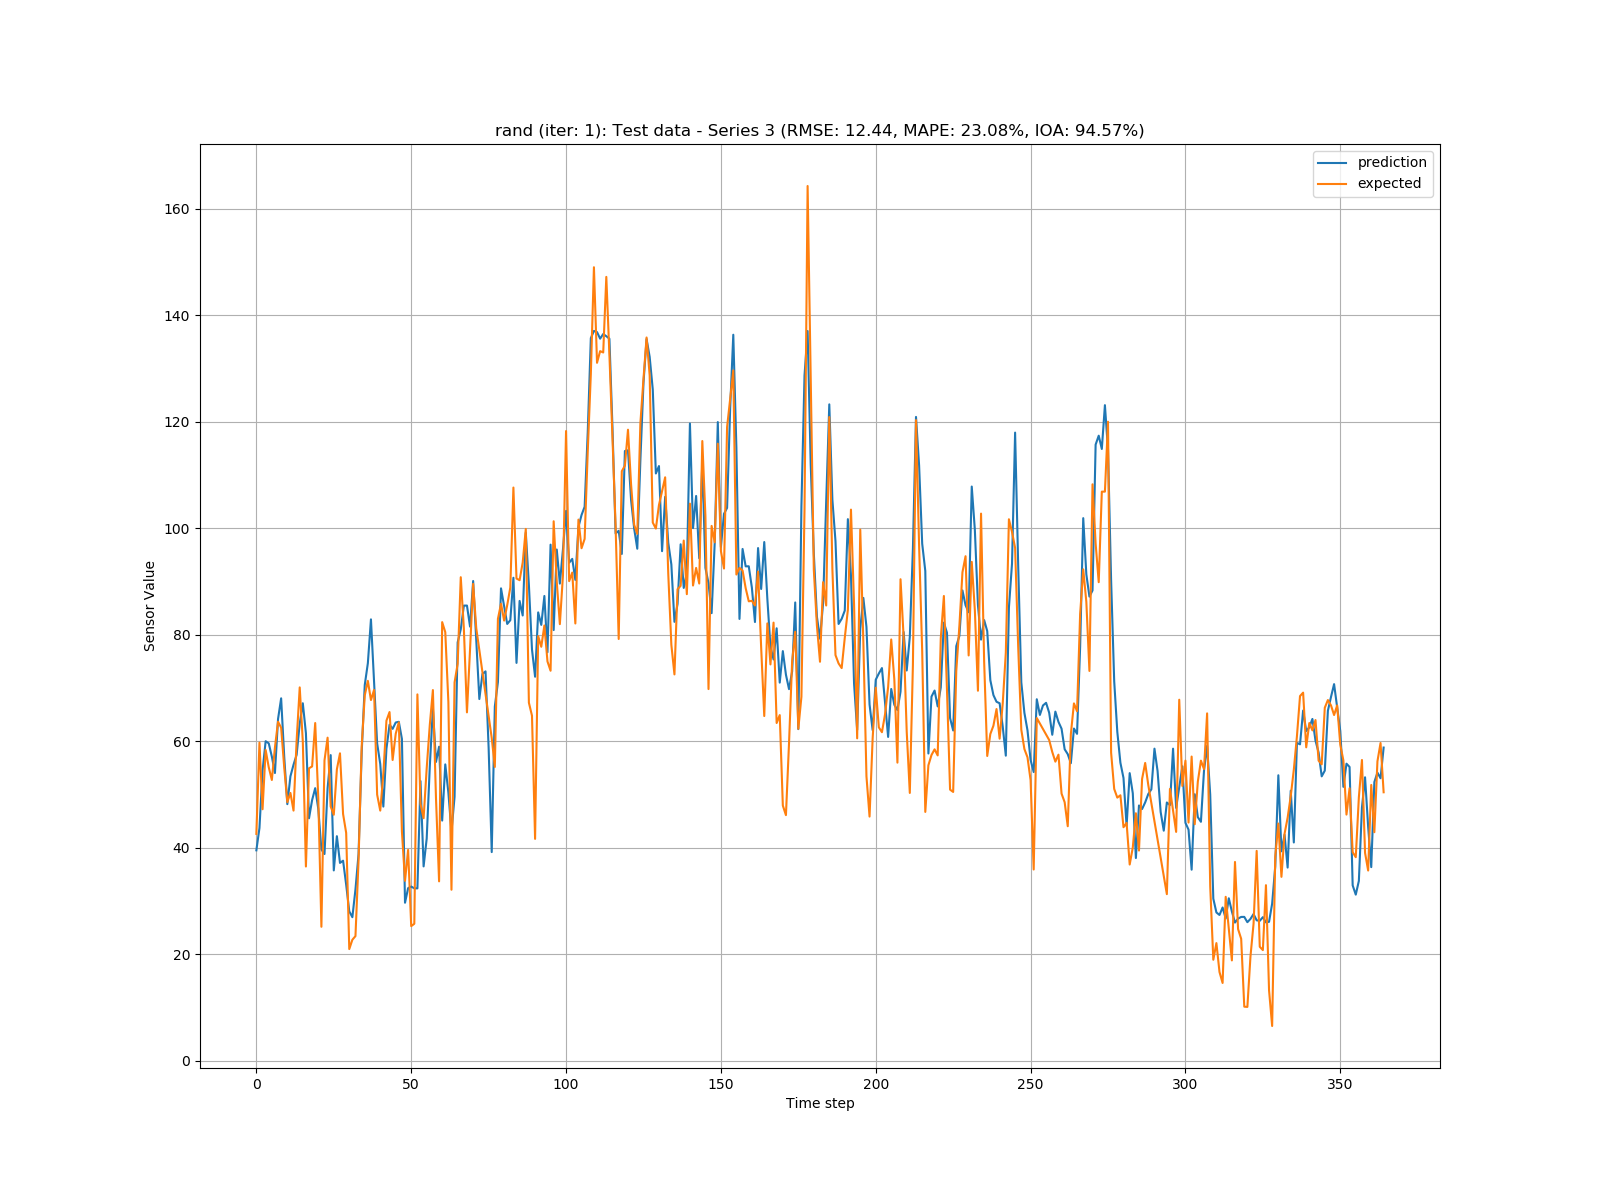 rand (iter: 1): Test data - Series 3 (RMSE: 12.44, MAPE: 23.08%, IOA: 94.57%)
prediction
expected
160
140
120
100
80
60
40
20
0
Sensor Value
0 50 100 150 200 250 300 350
Time step